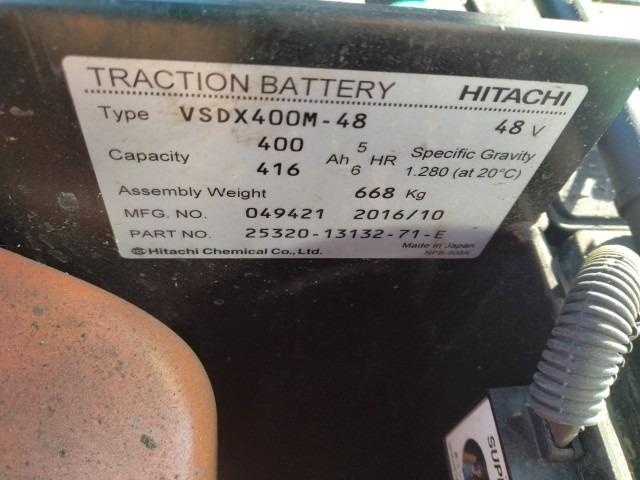 TRACTION BATTERY HITACHI
Type VSDX400M-48 48 V
Capacity 400 Ah 5 HR Specific Gravity
416 6 1.280 (at 20°C)
Assembly Weight 668 Kg
MFG. NO. 049421 2016/10
PART NO. 25320-13132-71-E
Hitachi Chemical Co., Ltd. Made in Japan